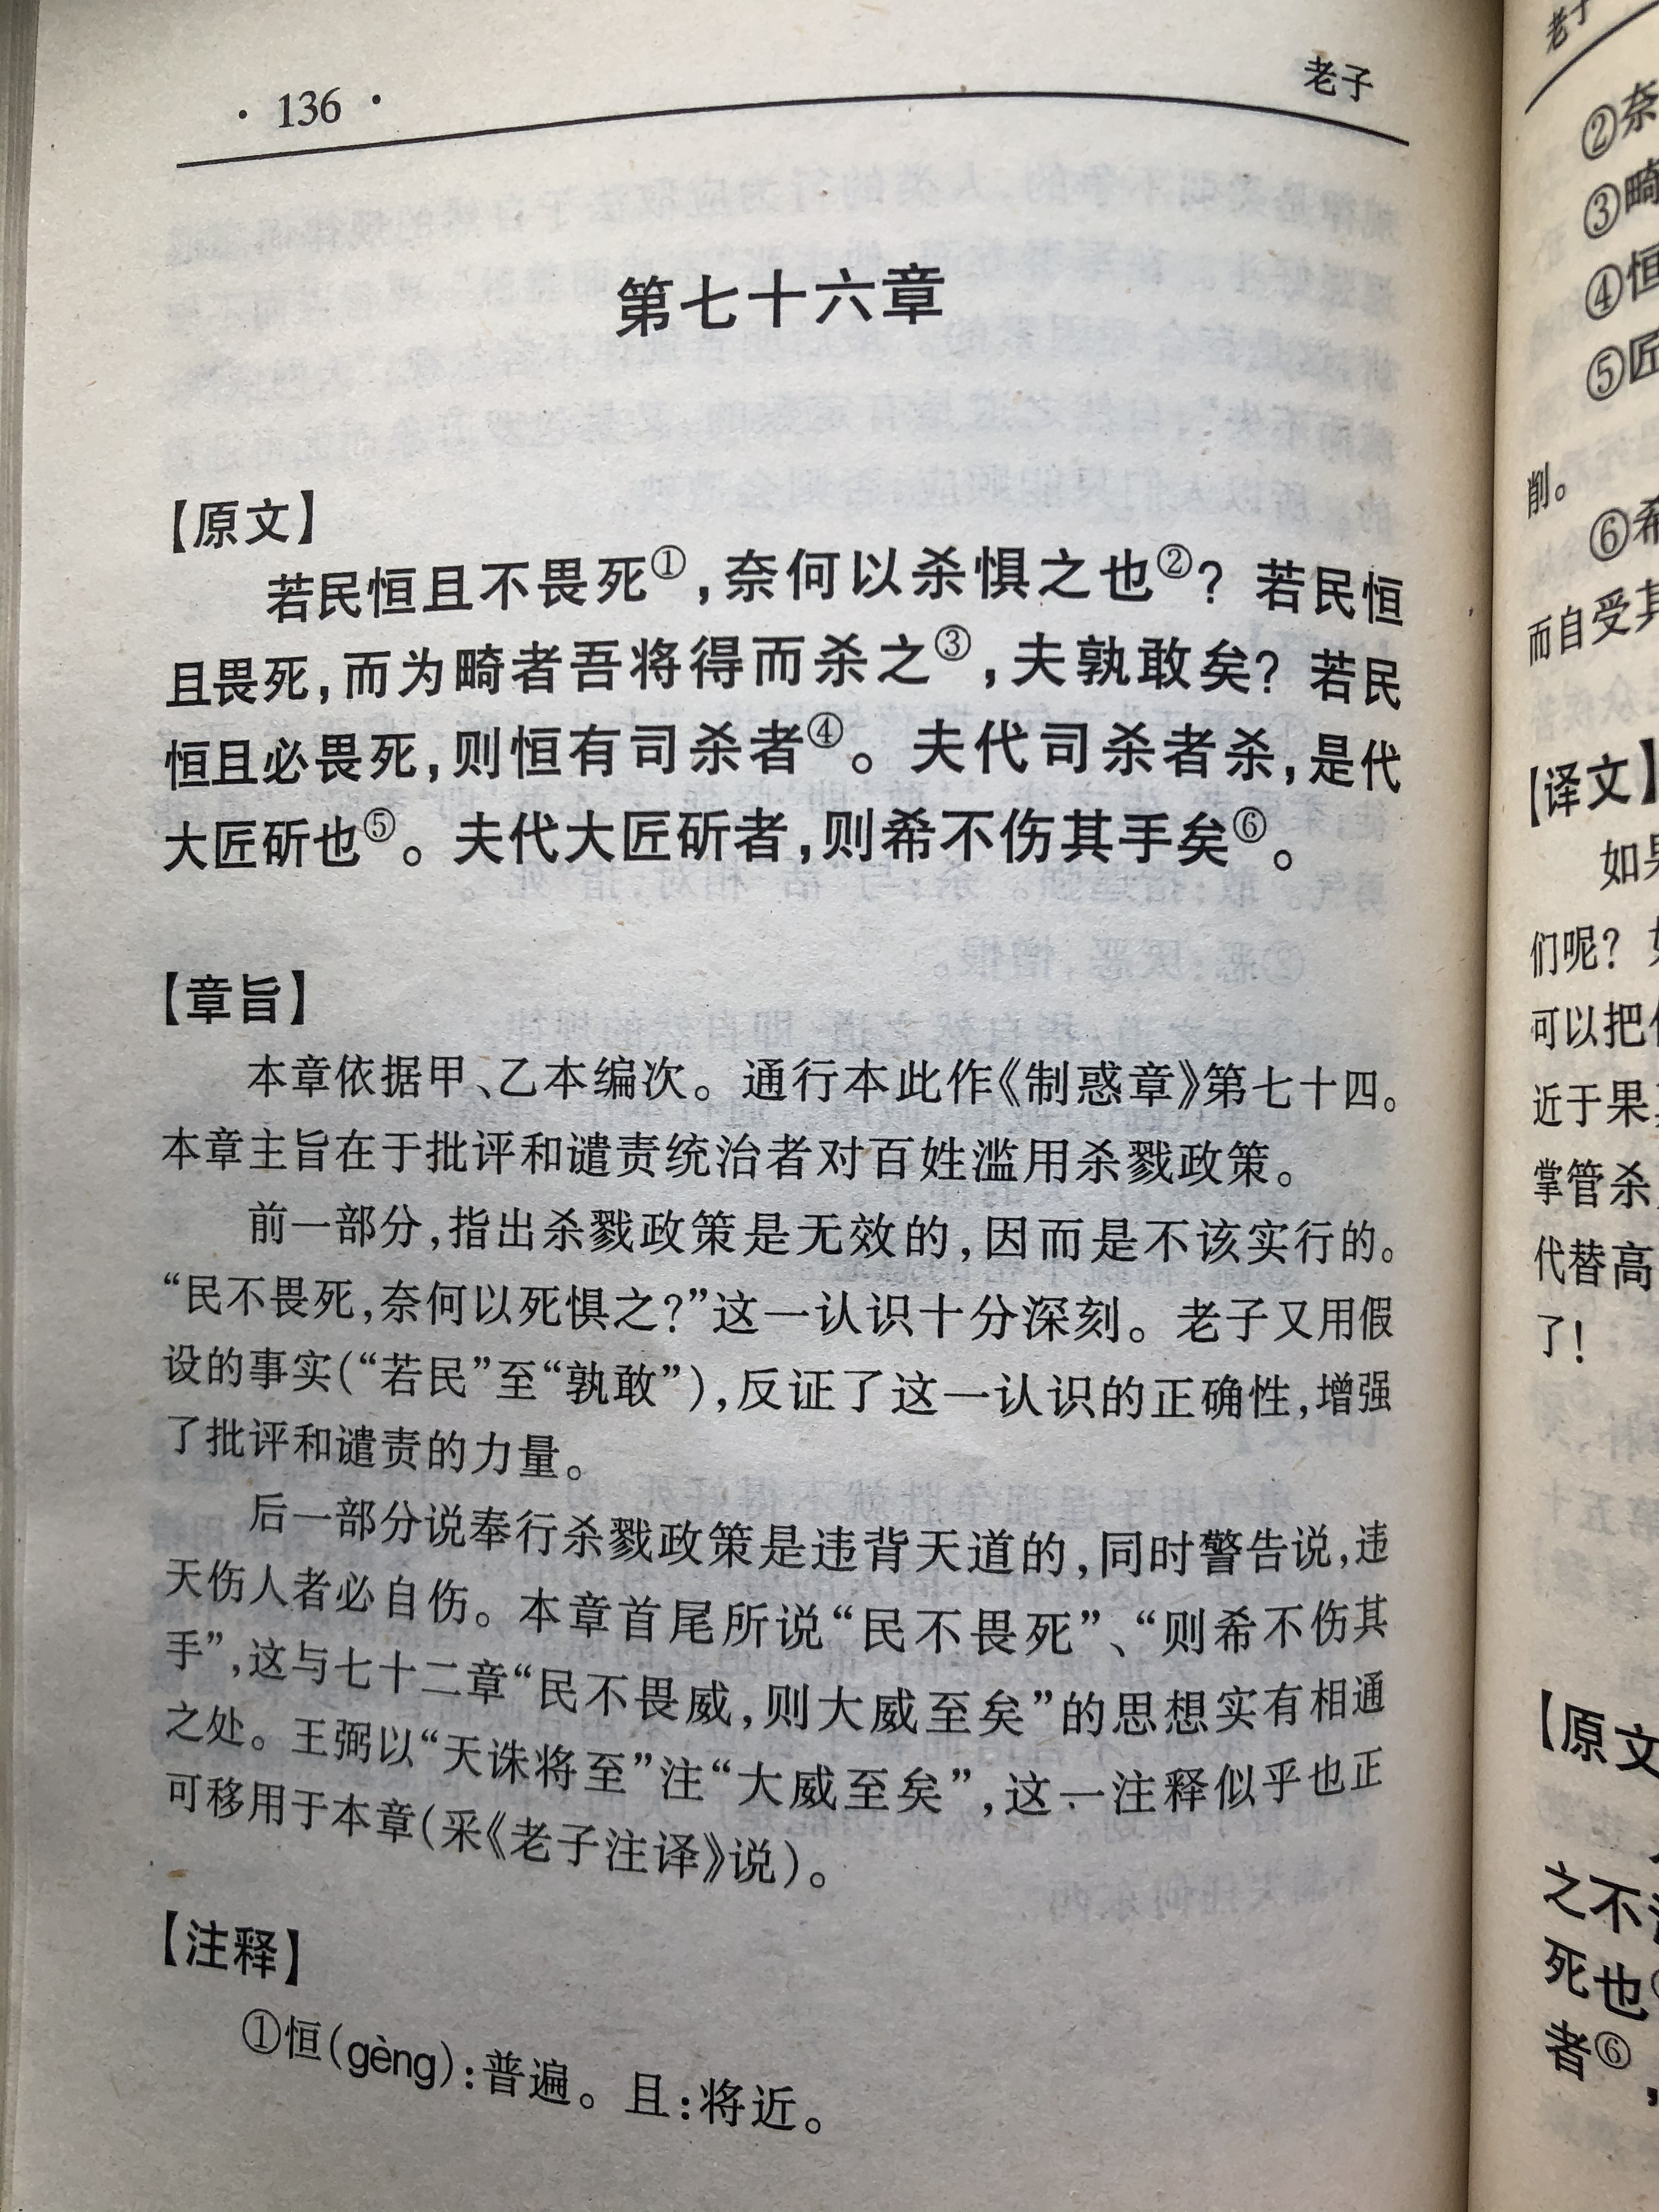 · 136 ·
老子
第七十六章
【原文】
若民恒且不畏死①,奈何以杀惧之也②? 若民恒
且畏死,而为畸者吾将得而杀之③,夫孰敢矣? 若民
恒且必畏死,则恒有司杀者④。夫代司杀者杀,是代
大匠斫也⑤。夫代大匠斫者,则希不伤其手矣⑥。
【章旨】
本章依据甲、乙本编次。通行本此作《制惑章》第七十四。
本章主旨在于批评和谴责统治者对百姓滥用杀戮政策。
前一部分,指出杀戮政策是无效的,因而是不该实行的。
“民不畏死,奈何以死惧之?”这一认识十分深刻。老子又用假
设的事实(“若民”至“孰敢”),反证了这一认识的正确性,增强
了批评和谴责的力量。
后一部分说奉行杀戮政策是违背天道的,同时警告说,违
天伤人者必自伤。本章首尾所说“民不畏死”、“则希不伤其
手”,这与七十二章“民不畏威,则大威至矣”的思想实有相通
之处。王弼以“天诛将至”注“大威至矣”,这一注释似乎也正
可移用于本章(采《老子注译》说)。
【注释】
①恒(gèng):普遍。且:将近。
老子
②奈
③畸
④恒
⑤匠
削。
⑥希
而自受其
【译文】
如果
们呢?
可以把
近于果
掌管杀
代替高
了!
【原文
之不
死也
者⑥,